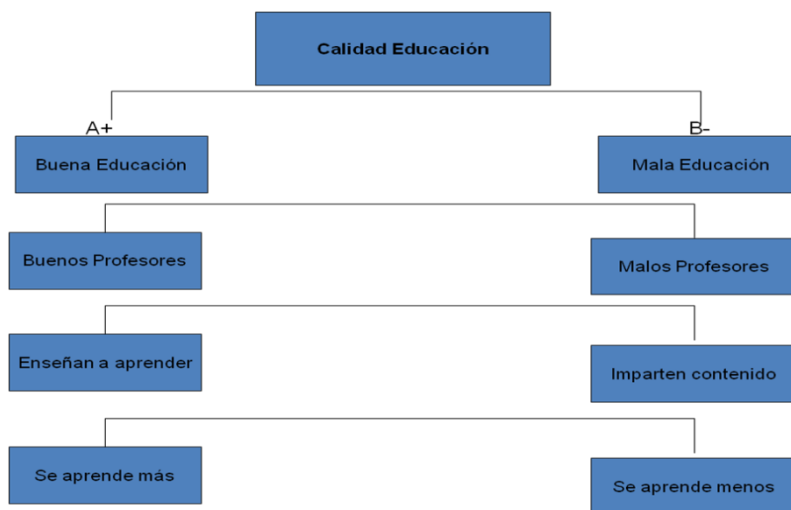 Calidad Educación
A+
B-
Buena Educación
Mala Educación
Buenos Profesores
Malos Profesores
Enseñan a aprender
Imparten contenido
Se aprende más
Se aprende menos